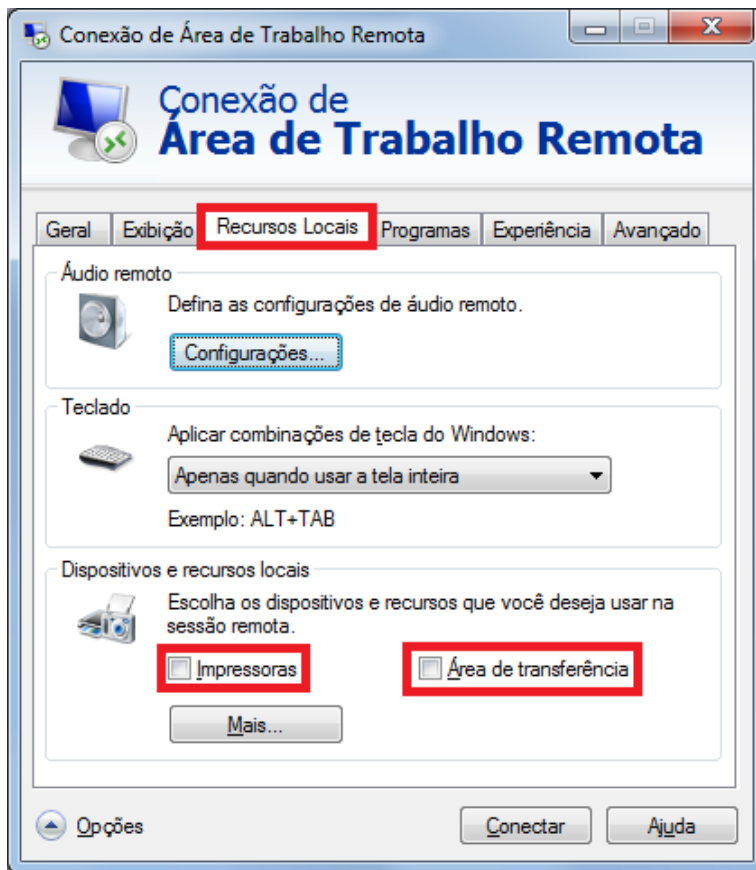 Conexão de Área de Trabalho Remota
Conexão de
Área de Trabalho Remota
Geral Exibição Recursos Locais Programas Experiência Avançado
Áudio remoto
Defina as configurações de áudio remoto.
Configurações...
Teclado
Aplicar combinações de tecla do Windows:
Apenas quando usar a tela inteira
Exemplo: ALT+TAB
Dispositivos e recursos locais
Escolha os dispositivos e recursos que você deseja usar na
sessão remota.
Impressoras Área de transferência
Mais...
Opções Conectar Ajuda